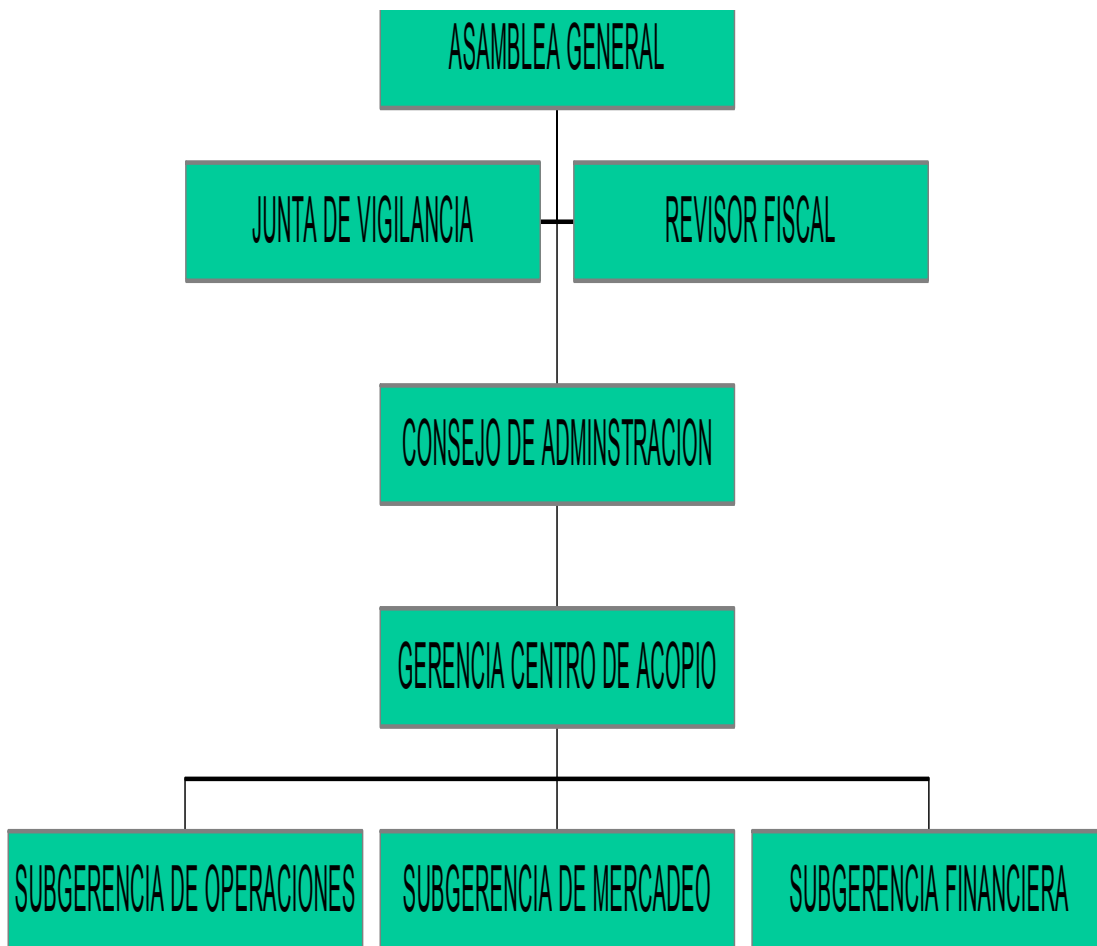 ASAMBLEA GENERAL
JUNTA DE VIGILANCIA
REVISOR FISCAL
CONSEJO DE ADMINSTRACION
GERENCIA CENTRO DE ACOPIO
SUBGERENCIA DE OPERACIONES
SUBGERENCIA DE MERCADEO
SUBGERENCIA FINANCIERA